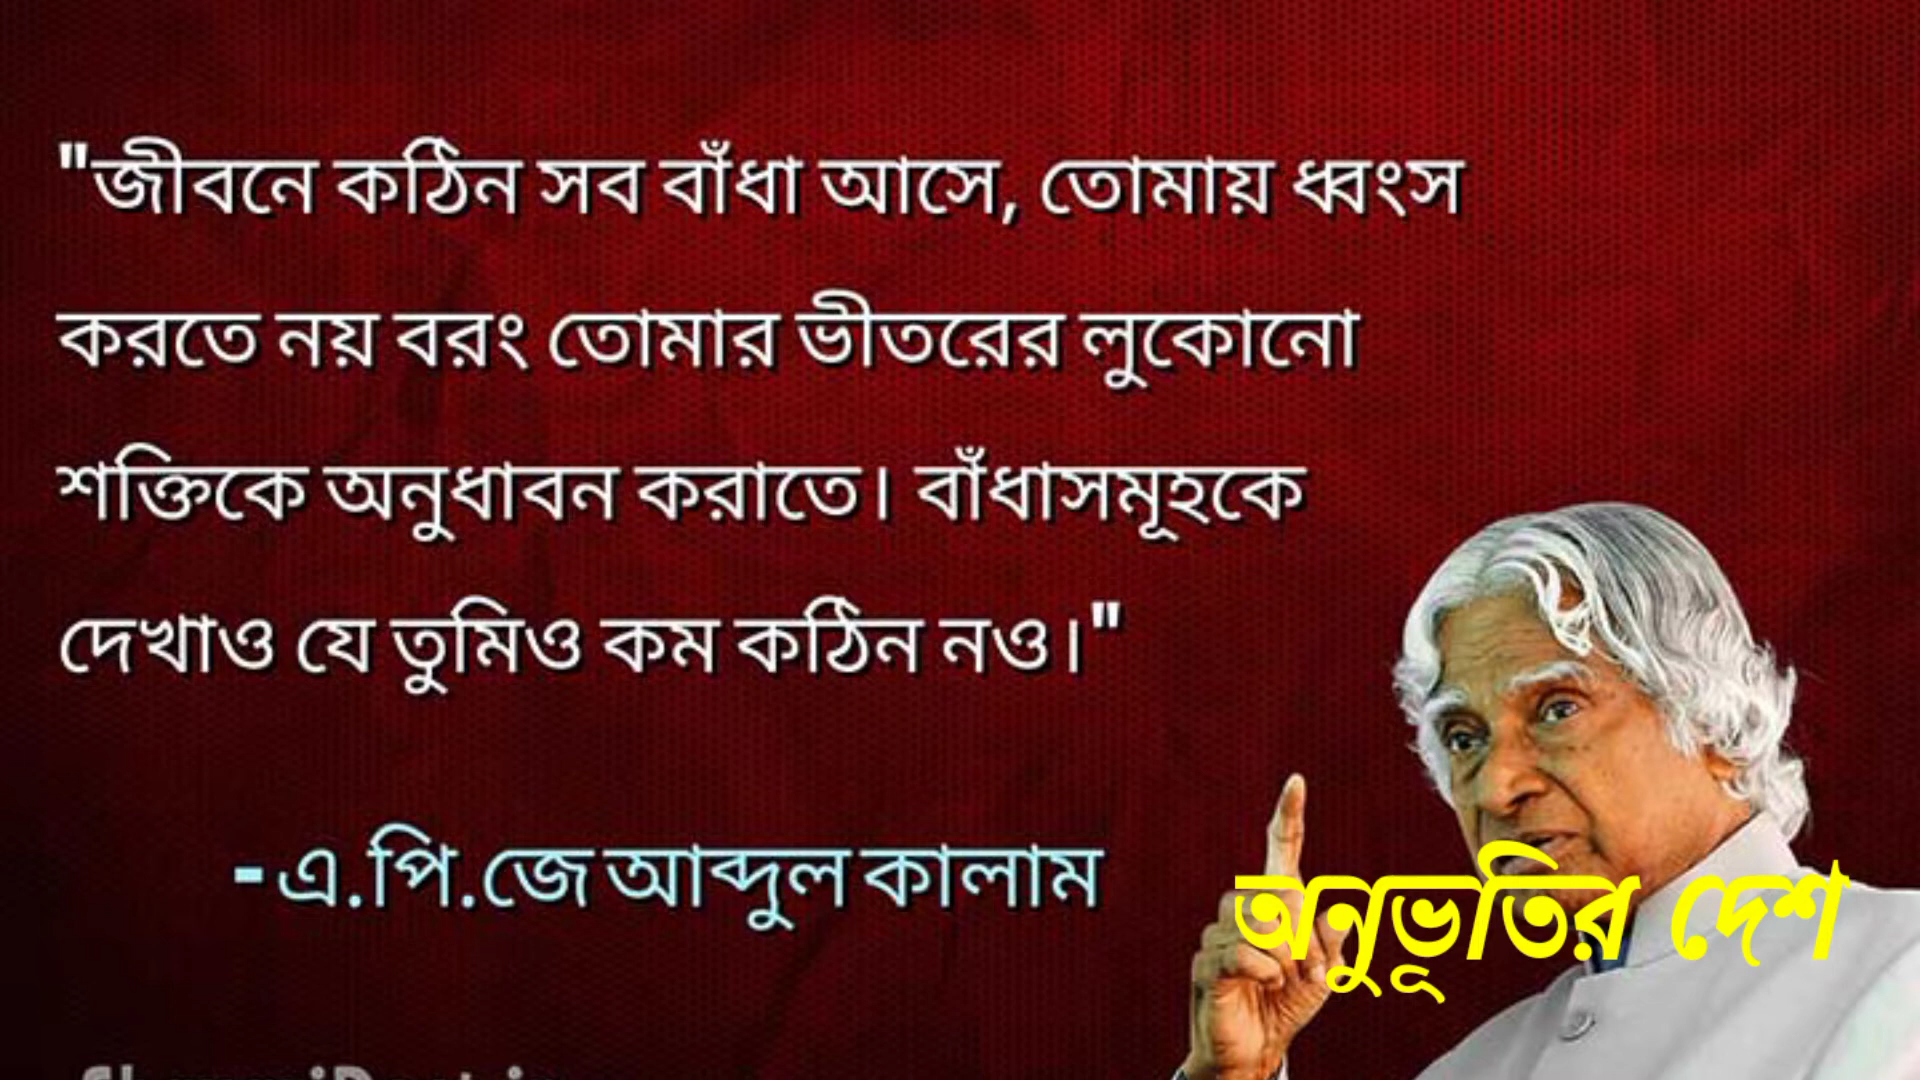 "জীবনে কঠিন সব বাঁধা আসে, তোমায় ধ্বংস
করতে নয় বরং তোমার ভীতরের লুকোনো
শক্তিকে অনুধাবন করাতে। বাঁধাসমূহকে
দেখাও যে তুমিও কম কঠিন নও।"
-এ.পি.জে আব্দুল কালাম
অনুভূতির দেশ